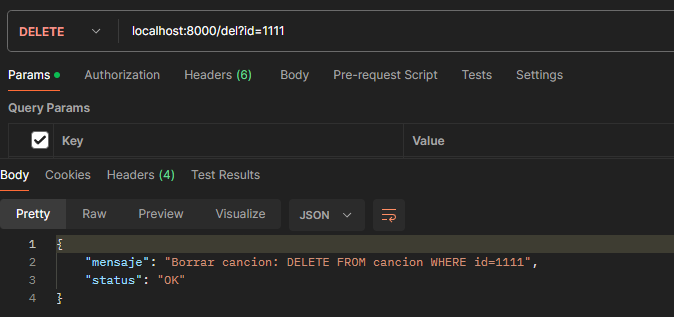 DELETE localhost:8000/del?id=1111
Params Authorization Headers (6) Body Pre-request Script Tests Settings
Query Params
Key Value
Body Cookies Headers (4) Test Results
Pretty Raw Preview Visualize JSON
1 {
2 "mensaje": "Borrar cancion: DELETE FROM cancion WHERE id=1111",
3 "status": "OK"
4 }